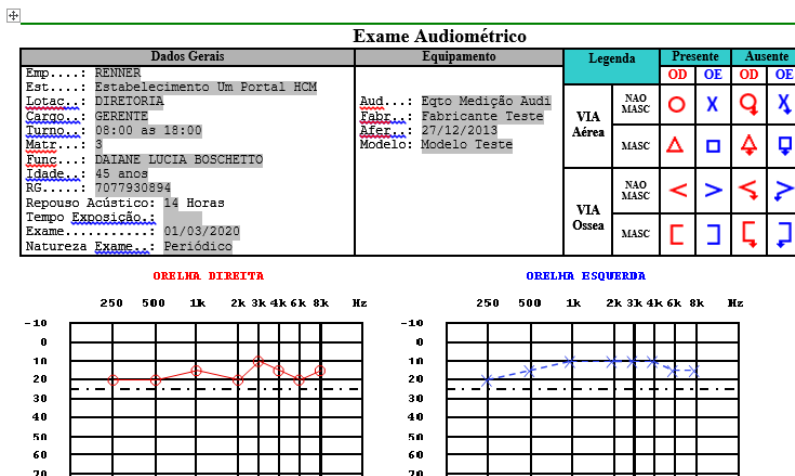 Exame Audiométrico
Dados Gerais
Emp....: RENNER
Est....: Estabelecimento Um Portal HCM
Lotac..: DIRETORIA
Cargo..: GERENTE
Turno..: 08:00 as 18:00
Matr...: 3
Func...: DAIANE LUCIA BOSCHETTO
Idade..: 45 anos
RG.....: 7077930894
Repouso Acústico: 14 Horas
Tempo Exposição.:
Exame...........: 01/03/2020
Natureza Exame..: Periódico
Equipamento
Aud...: Eqto Medição Audi
Fabr..: Fabricante Teste
Afer..: 27/12/2013
Modelo: Modelo Teste
Legenda Presente Ausente
OD OE OD OE
VIA Aérea
NAO MASC
MASC
VIA Ossea
NAO MASC
MASC
ORELHA DIREITA
250 500 1k 2k 3k 4k 6k 8k Hz
-10
0
10
20
30
40
50
60
70
ORELHA ESQUERDA
250 500 1k 2k 3k 4k 6k 8k Hz
-10
0
10
20
30
40
50
60
70